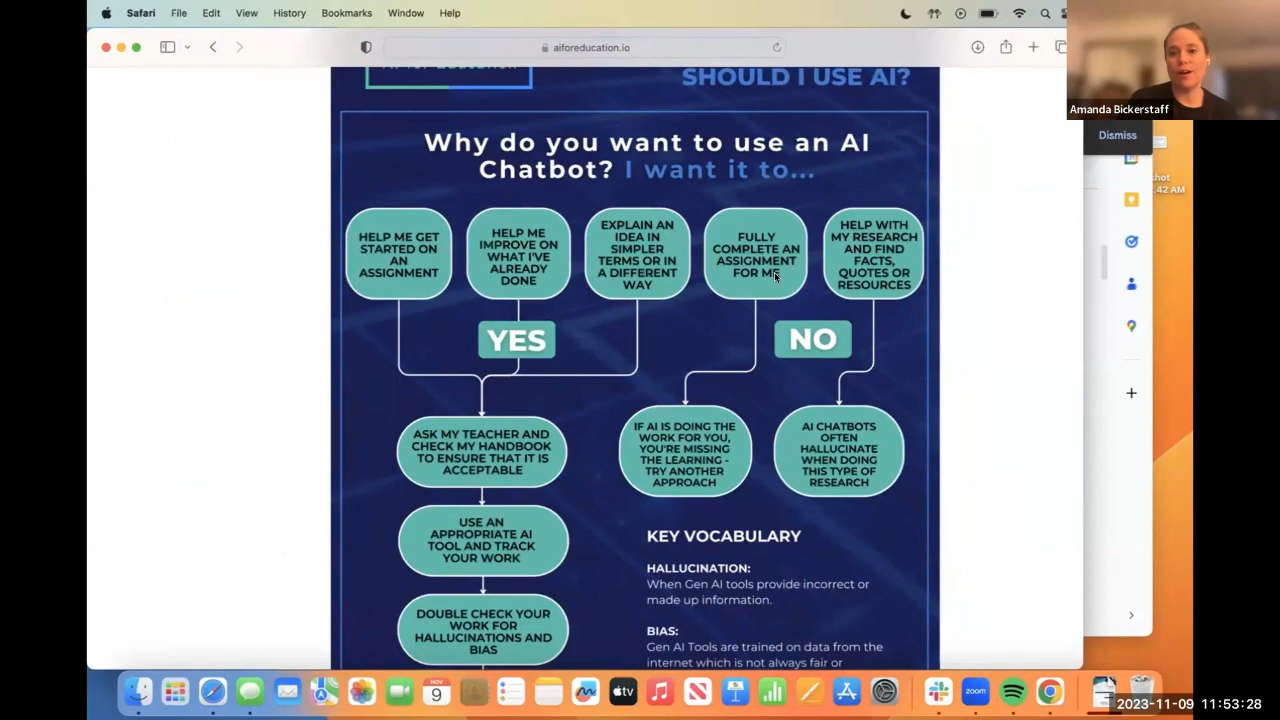 Safari File Edit View History Bookmarks Window Help
aiforeducation.io
SHOULD I USE AI?
Amanda Bickerstaff
Dismiss
Why do you want to use an AI
Chatbot? I want it to...
HELP ME GET
STARTED ON
AN
ASSIGNMENT
HELP ME
IMPROVE ON
WHAT I'VE
ALREADY
DONE
EXPLAIN AN
IDEA IN
SIMPLER
TERMS OR IN
A DIFFERENT
WAY
FULLY
COMPLETE AN
ASSIGNMENT
FOR ME
HELP WITH
MY RESEARCH
AND FIND
FACTS,
QUOTES OR
RESOURCES
YES
NO
ASK MY TEACHER AND
CHECK MY HANDBOOK
TO ENSURE THAT IT IS
ACCEPTABLE
IF AI IS DOING THE
WORK FOR YOU,
YOU'RE MISSING
THE LEARNING -
TRY ANOTHER
APPROACH
AI CHATBOTS
OFTEN
HALLUCINATE
WHEN DOING
THIS TYPE OF
RESEARCH
USE AN
APPROPRIATE AI
TOOL AND TRACK
YOUR WORK
DOUBLE CHECK YOUR
WORK FOR
HALLUCINATIONS AND
BIAS
KEY VOCABULARY
HALLUCINATION:
When Gen AI tools provide incorrect or
made up information.
BIAS:
Gen AI Tools are trained on data from the
internet which is not always fair or
NOV
9
tv
zoom
2023-11-09 11:53:28